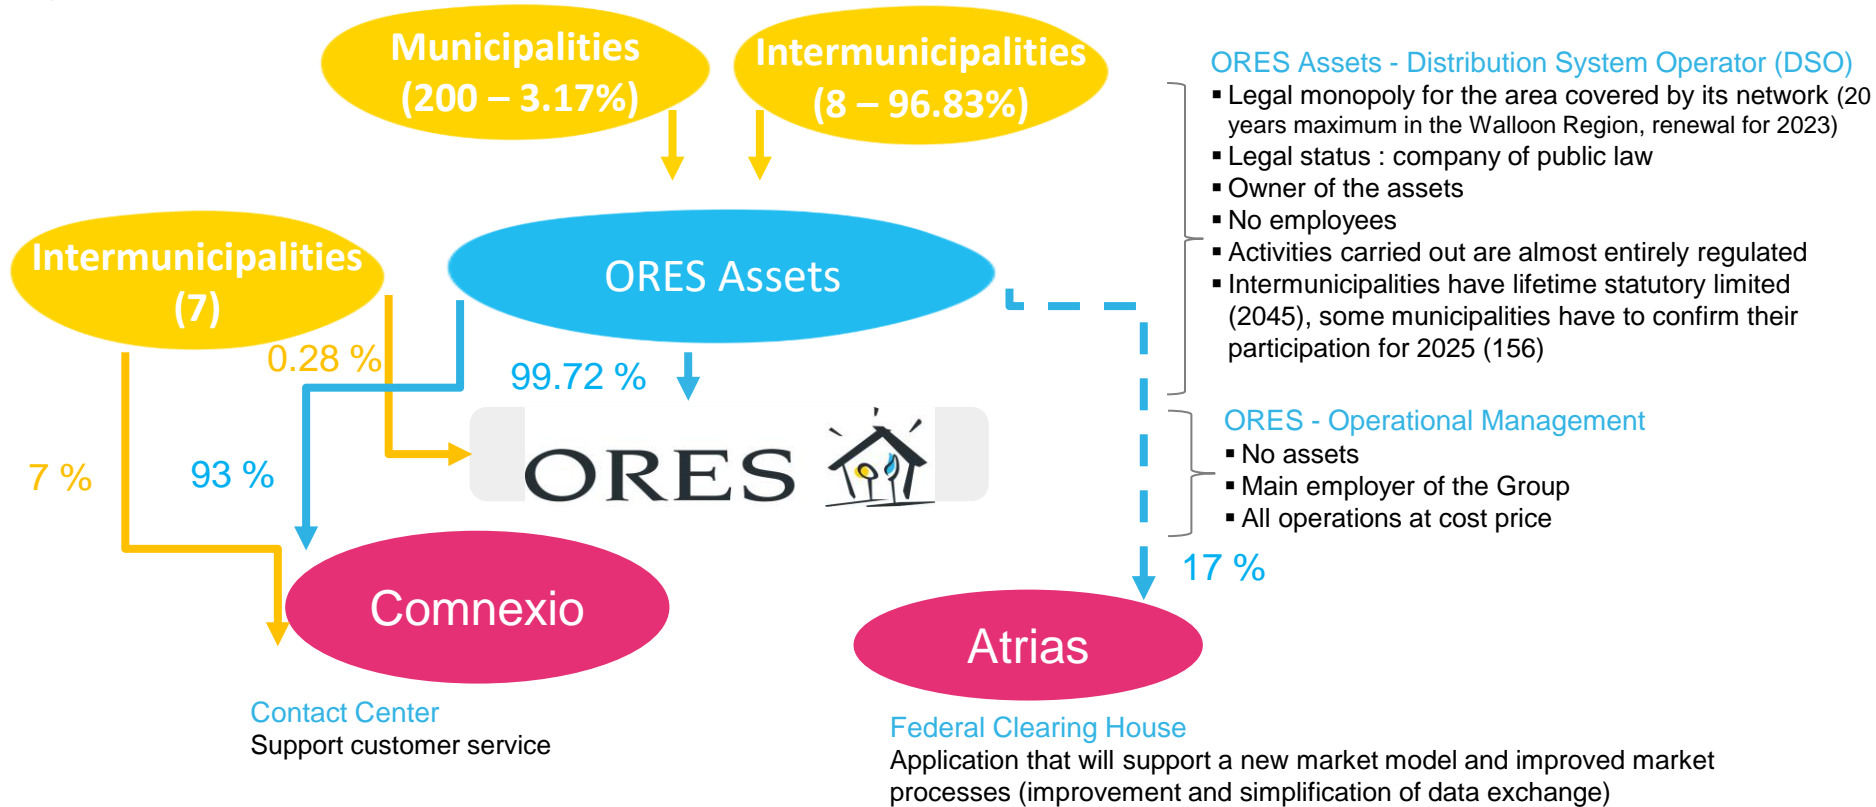 Municipalities
(200 – 3.17%)
Intermunicipalities
(8 – 96.83%)
Intermunicipalities
(7)
ORES Assets
0.28 %
99.72 %
7 %
93 %
ORES
17 %
Comnexio
Atrias
Contact Center
Support customer service
Federal Clearing House
Application that will support a new market model and improved market
processes (improvement and simplification of data exchange)
ORES Assets - Distribution System Operator (DSO)
▪ Legal monopoly for the area covered by its network (20
years maximum in the Walloon Region, renewal for 2023)
▪ Legal status : company of public law
▪ Owner of the assets
▪ No employees
▪ Activities carried out are almost entirely regulated
▪ Intermunicipalities have lifetime statutory limited
(2045), some municipalities have to confirm their
participation for 2025 (156)
ORES - Operational Management
▪ No assets
▪ Main employer of the Group
▪ All operations at cost price